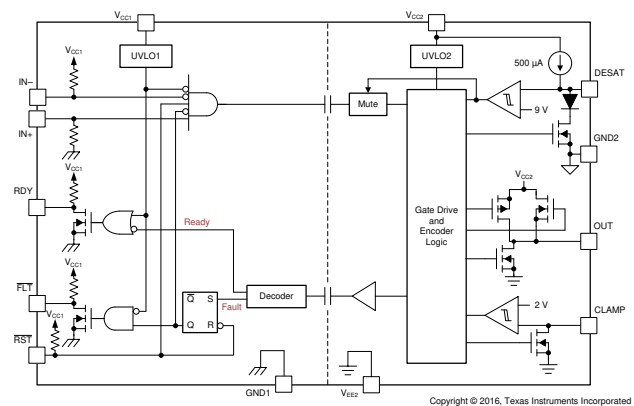 VCC1
VCC2
VCC1
UVLO1
UVLO2
500 µA
DESAT
IN–
Mute
9 V
IN+
GND2
VCC1
RDY
VCC2
Ready
Gate Drive
and
Encoder
Logic
OUT
VCC1
FLT
Q S
Decoder
2 V
Fault
CLAMP
VCC1
Q R
RST
GND1
VEE2
Copyright © 2016, Texas Instruments Incorporated